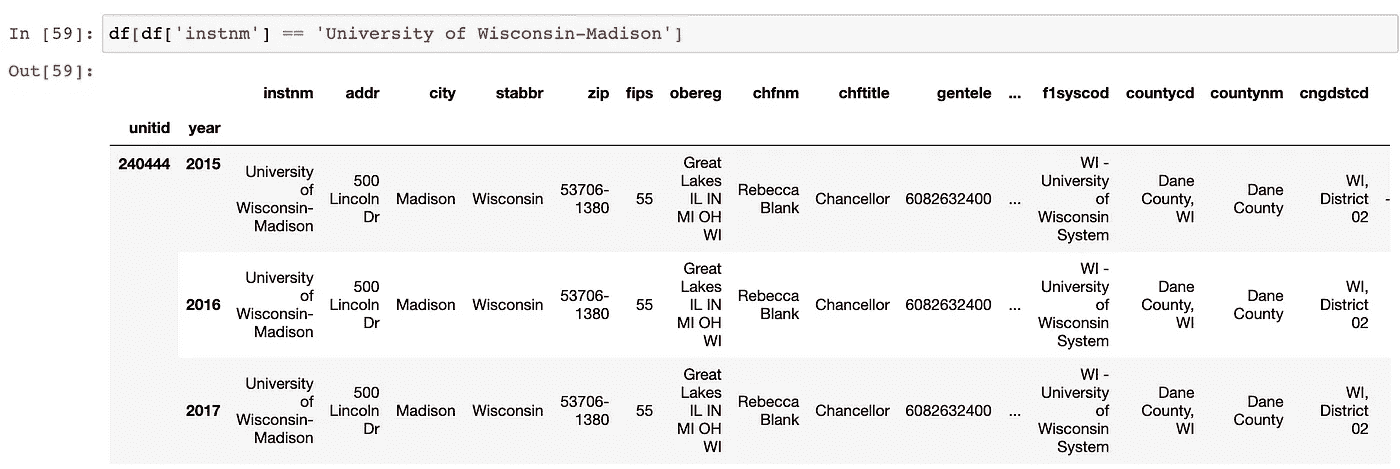 In [59]: df[df['instnm'] == 'University of Wisconsin-Madison']
Out[59]:
instnm addr city stabbr zip fips obereg chfnm chftitle gentele ... f1syscod countycd countynm cngdstcd
unitid year
240444 2015 University of Wisconsin-Madison 500 Lincoln Dr Madison Wisconsin 53706-1380 55 Great Lakes IL IN MI OH WI Rebecca Blank Chancellor 6082632400 ... WI - University of Wisconsin System Dane County, WI Dane County WI, District 02 -
2016 University of Wisconsin-Madison 500 Lincoln Dr Madison Wisconsin 53706-1380 55 Great Lakes IL IN MI OH WI Rebecca Blank Chancellor 6082632400 ... WI - University of Wisconsin System Dane County, WI Dane County WI, District 02
2017 University of Wisconsin-Madison 500 Lincoln Dr Madison Wisconsin 53706-1380 55 Great Lakes IL IN MI OH WI Rebecca Blank Chancellor 6082632400 ... WI - University of Wisconsin System Dane County, WI Dane County WI, District 02